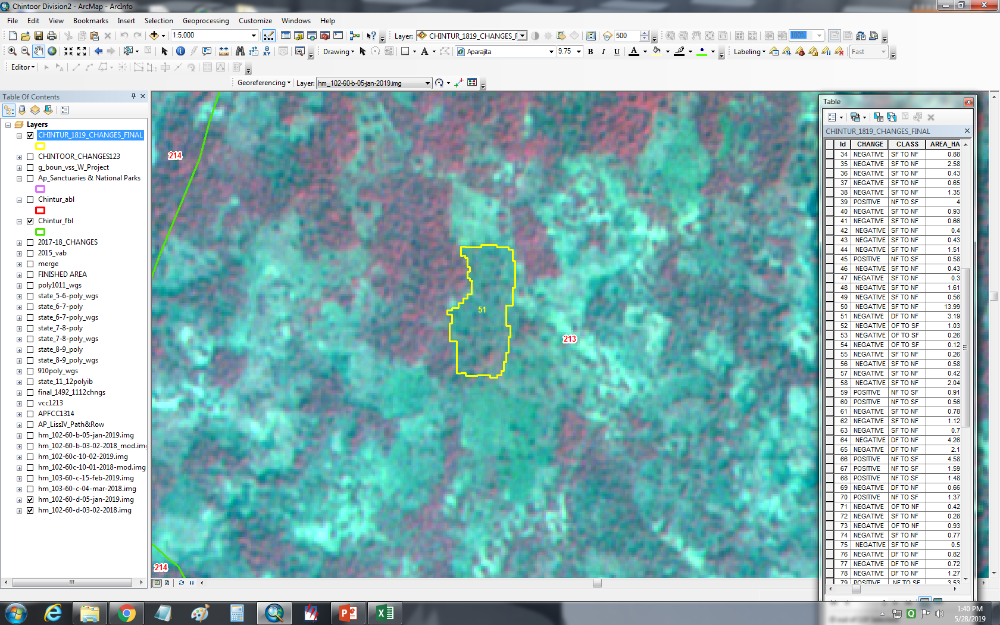 Chintoor Division2 - ArcMap - ArcInfo
File Edit View Bookmarks Insert Selection Geoprocessing Customize Windows Help
1:5,000 Layer: CHINTUR_1819_CHANGES_F 500 100%
Drawing Aparajita 9.75 B I U A Labeling Fast
Editor
Georeferencing Layer: hm_102-60-b-05-jan-2019.img
Table Of Contents
Layers
CHINTUR_1819_CHANGES_FINAL
CHINTOOR_CHANGES123
g_boun_vss_W_Project
Ap_Sanctuaries & National Parks
Chintur_abl
Chintur_fbl
2017-18_CHANGES
2015_vab
merge
FINISHED AREA
poly1011_wgs
state_5-6-poly_wgs
state_6-7-poly
state_6-7-poly_wgs
state_7-8-poly
state_7-8-poly_wgs
state_8-9_poly
state_8-9_poly_wgs
910poly_wgs
state_11_12polyib
final_1492_1112chngs
vcc1213
APFCC1314
AP_LissIV_Path&Row
hm_102-60-b-05-jan-2019.img
hm_102-60-b-03-02-2018_mod.im
hm_102-60c-10-02-2019.img
hm_102-60c-10-01-2018-mod.img
hm_103-60-c-15-feb-2019.img
hm_103-60-c-04-mar-2018.img
hm_102-60-d-05-jan-2019.img
hm_102-60-d-03-02-2018.img
214
51
213
214
Table
CHINTUR_1819_CHANGES_FINAL
Id CHANGE CLASS AREA_HA
34 NEGATIVE SF TO NF 0.88
35 NEGATIVE SF TO NF 2.58
36 NEGATIVE SF TO NF 0.43
37 NEGATIVE SF TO NF 0.65
38 NEGATIVE SF TO NF 1.35
39 POSITIVE NF TO SF 4
40 NEGATIVE SF TO NF 0.93
41 NEGATIVE SF TO NF 0.66
42 NEGATIVE SF TO NF 0.4
43 NEGATIVE SF TO NF 0.43
44 NEGATIVE SF TO NF 1.51
45 POSITIVE NF TO SF 0.58
46 NEGATIVE SF TO NF 0.43
47 NEGATIVE SF TO NF 0.3
48 NEGATIVE SF TO NF 1.61
49 NEGATIVE SF TO NF 0.56
50 NEGATIVE SF TO NF 13.99
51 NEGATIVE DF TO NF 3.19
52 NEGATIVE OF TO SF 1.03
53 NEGATIVE OF TO SF 0.26
54 NEGATIVE OF TO SF 0.12
55 NEGATIVE SF TO NF 0.26
56 NEGATIVE SF TO NF 0.58
57 NEGATIVE SF TO NF 0.42
58 NEGATIVE SF TO NF 2.04
59 POSITIVE NF TO SF 0.91
60 POSITIVE NF TO SF 0.56
61 NEGATIVE SF TO NF 0.78
62 NEGATIVE SF TO NF 1.12
63 NEGATIVE SF TO NF 0.7
64 NEGATIVE DF TO NF 4.26
65 NEGATIVE DF TO NF 2.1
66 POSITIVE NF TO SF 4.58
67 POSITIVE NF TO SF 1.59
68 POSITIVE NF TO SF 1.48
69 NEGATIVE DF TO NF 0.66
70 POSITIVE NF TO SF 1.37
71 NEGATIVE OF TO NF 0.42
72 NEGATIVE SF TO NF 0.28
73 NEGATIVE OF TO NF 0.93
74 NEGATIVE SF TO NF 0.77
75 NEGATIVE SF TO NF 0.5
76 NEGATIVE DF TO NF 0.82
77 NEGATIVE DF TO NF 0.72
78 NEGATIVE DF TO NF 1.27
79 POSITIVE NF TO SF 3.53
1:40 PM
5/28/2019